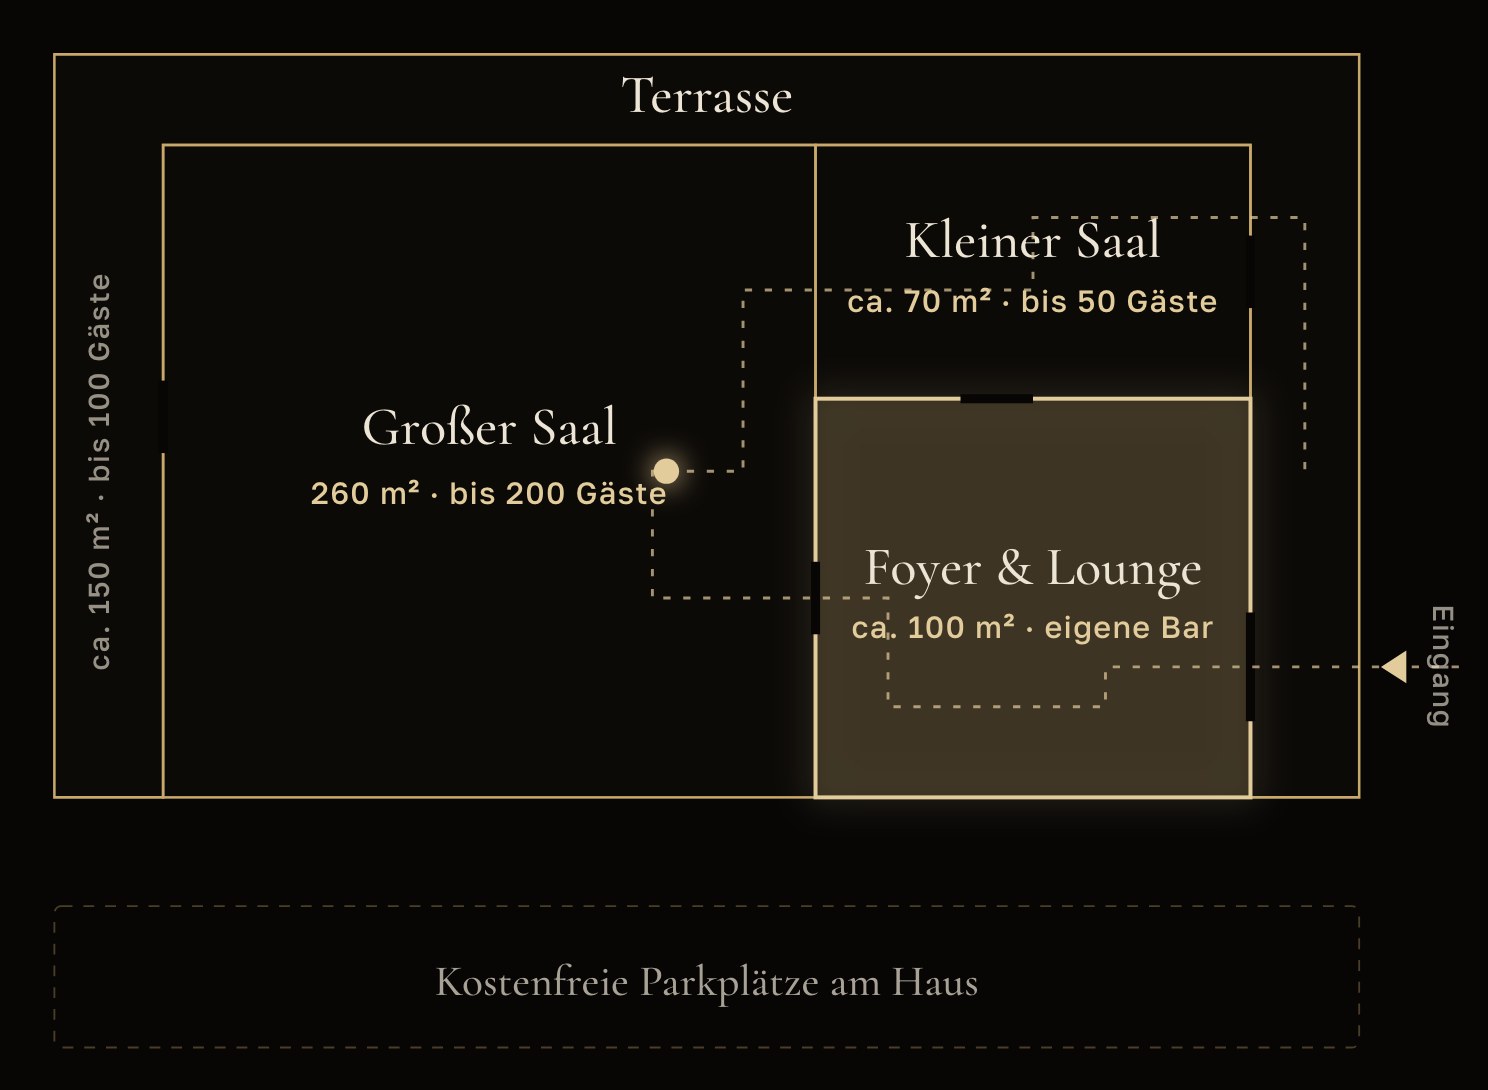 Terrasse
Kleiner Saal
ca. 70 m² · bis 50 Gäste
ca. 150 m² · bis 100 Gäste
Großer Saal
260 m² · bis 200 Gäste
Foyer & Lounge
ca. 100 m² · eigene Bar
Eingang
Kostenfreie Parkplätze am Haus